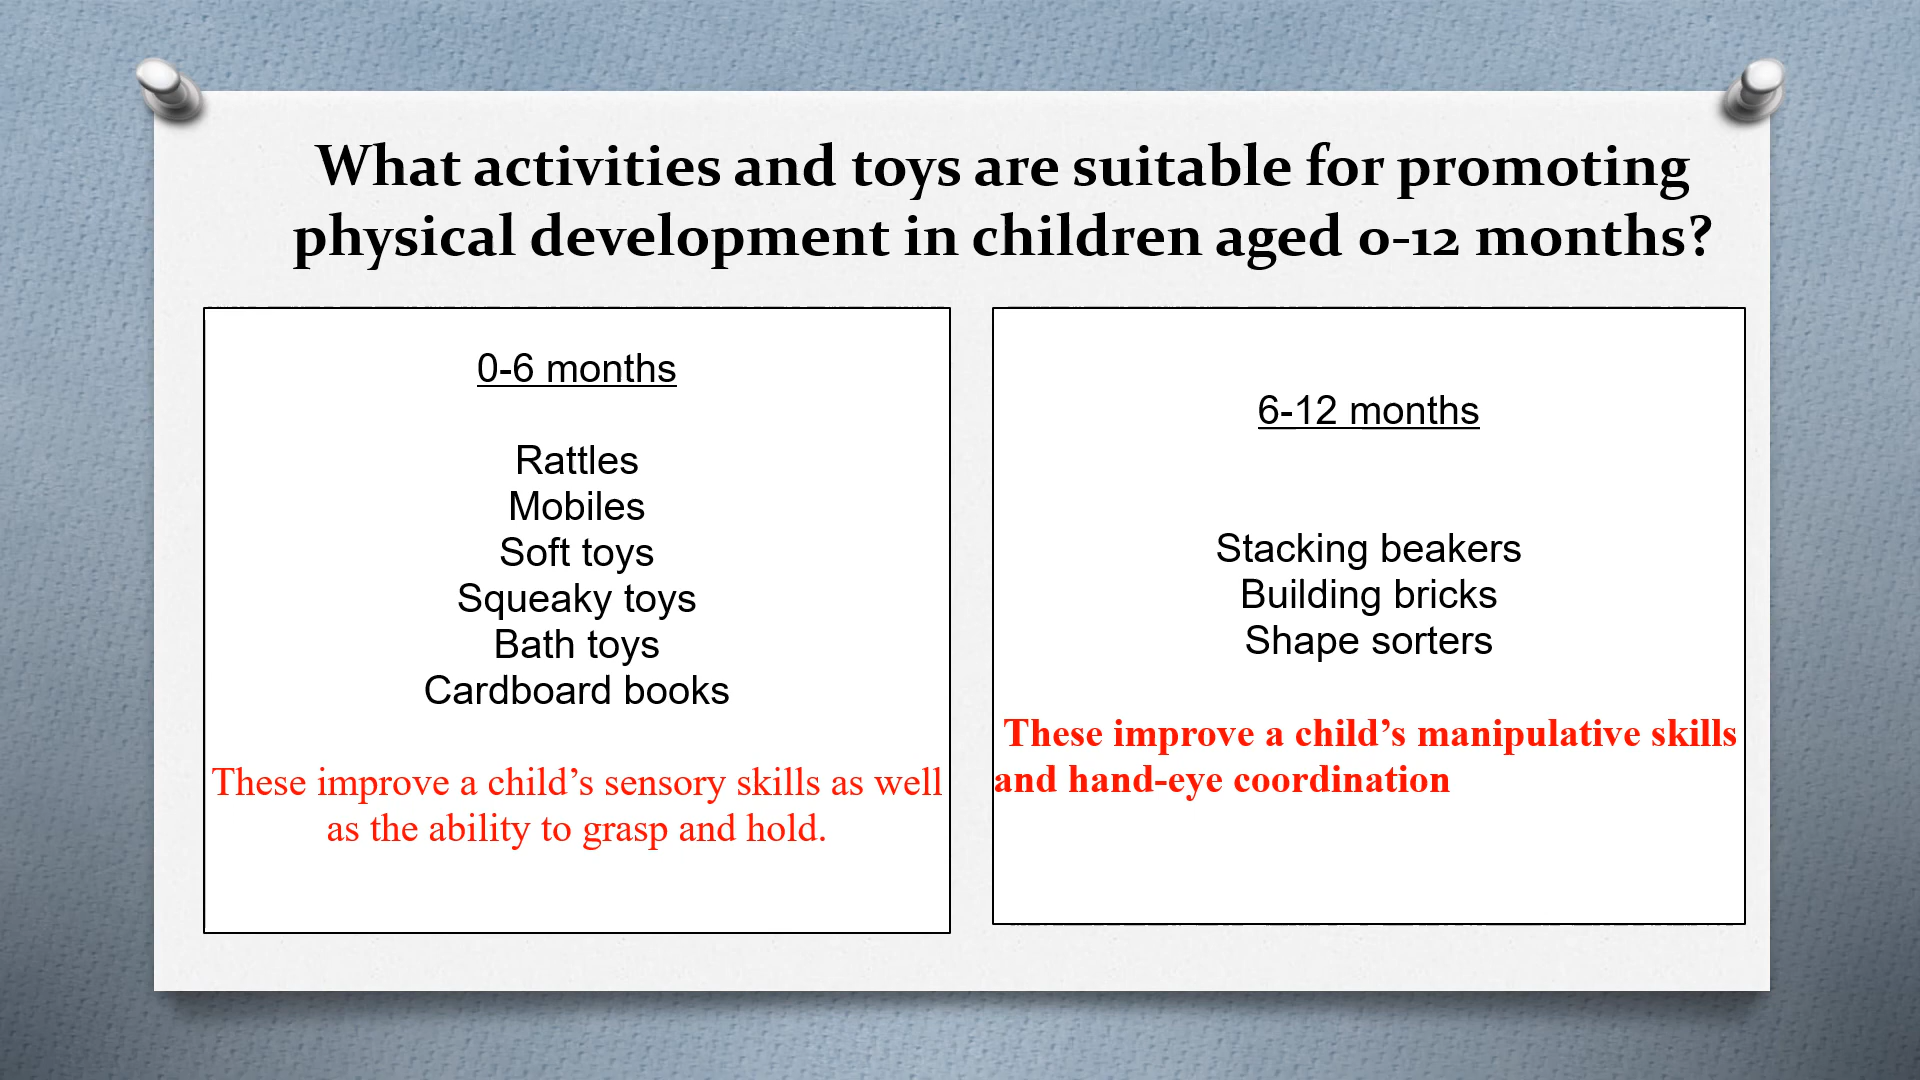 What activities and toys are suitable for promoting
physical development in children aged 0-12 months?
0-6 months
Rattles
Mobiles
Soft toys
Squeaky toys
Bath toys
Cardboard books
These improve a child’s sensory skills as well
as the ability to grasp and hold.
6-12 months
Stacking beakers
Building bricks
Shape sorters
These improve a child’s manipulative skills
and hand-eye coordination